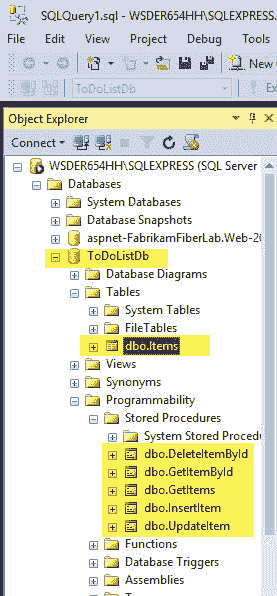 SQLQuery1.sql - WSDER654HH\SQLEXPRESS.
File Edit View Project Debug Tools
New
ToDoListDb
Object Explorer
Connect
WSDER654HH\SQLEXPRESS (SQL Server
Databases
System Databases
Database Snapshots
aspnet-FabrikamFiberLab.Web-20
ToDoListDb
Database Diagrams
Tables
System Tables
FileTables
dbo.Items
Views
Synonyms
Programmability
Stored Procedures
System Stored Proced
dbo.DeleteItemById
dbo.GetItemById
dbo.GetItems
dbo.InsertItem
dbo.UpdateItem
Functions
Database Triggers
Assemblies